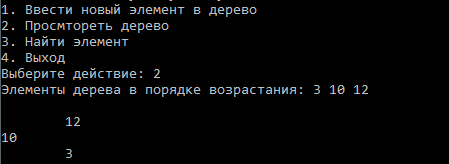 1. Ввести новый элемент в дерево
2. Просмтореть дерево
3. Найти элемент
4. Выход
Выберите действие: 2
Элементы дерева в порядке возрастания: 3 10 12
12
10
3